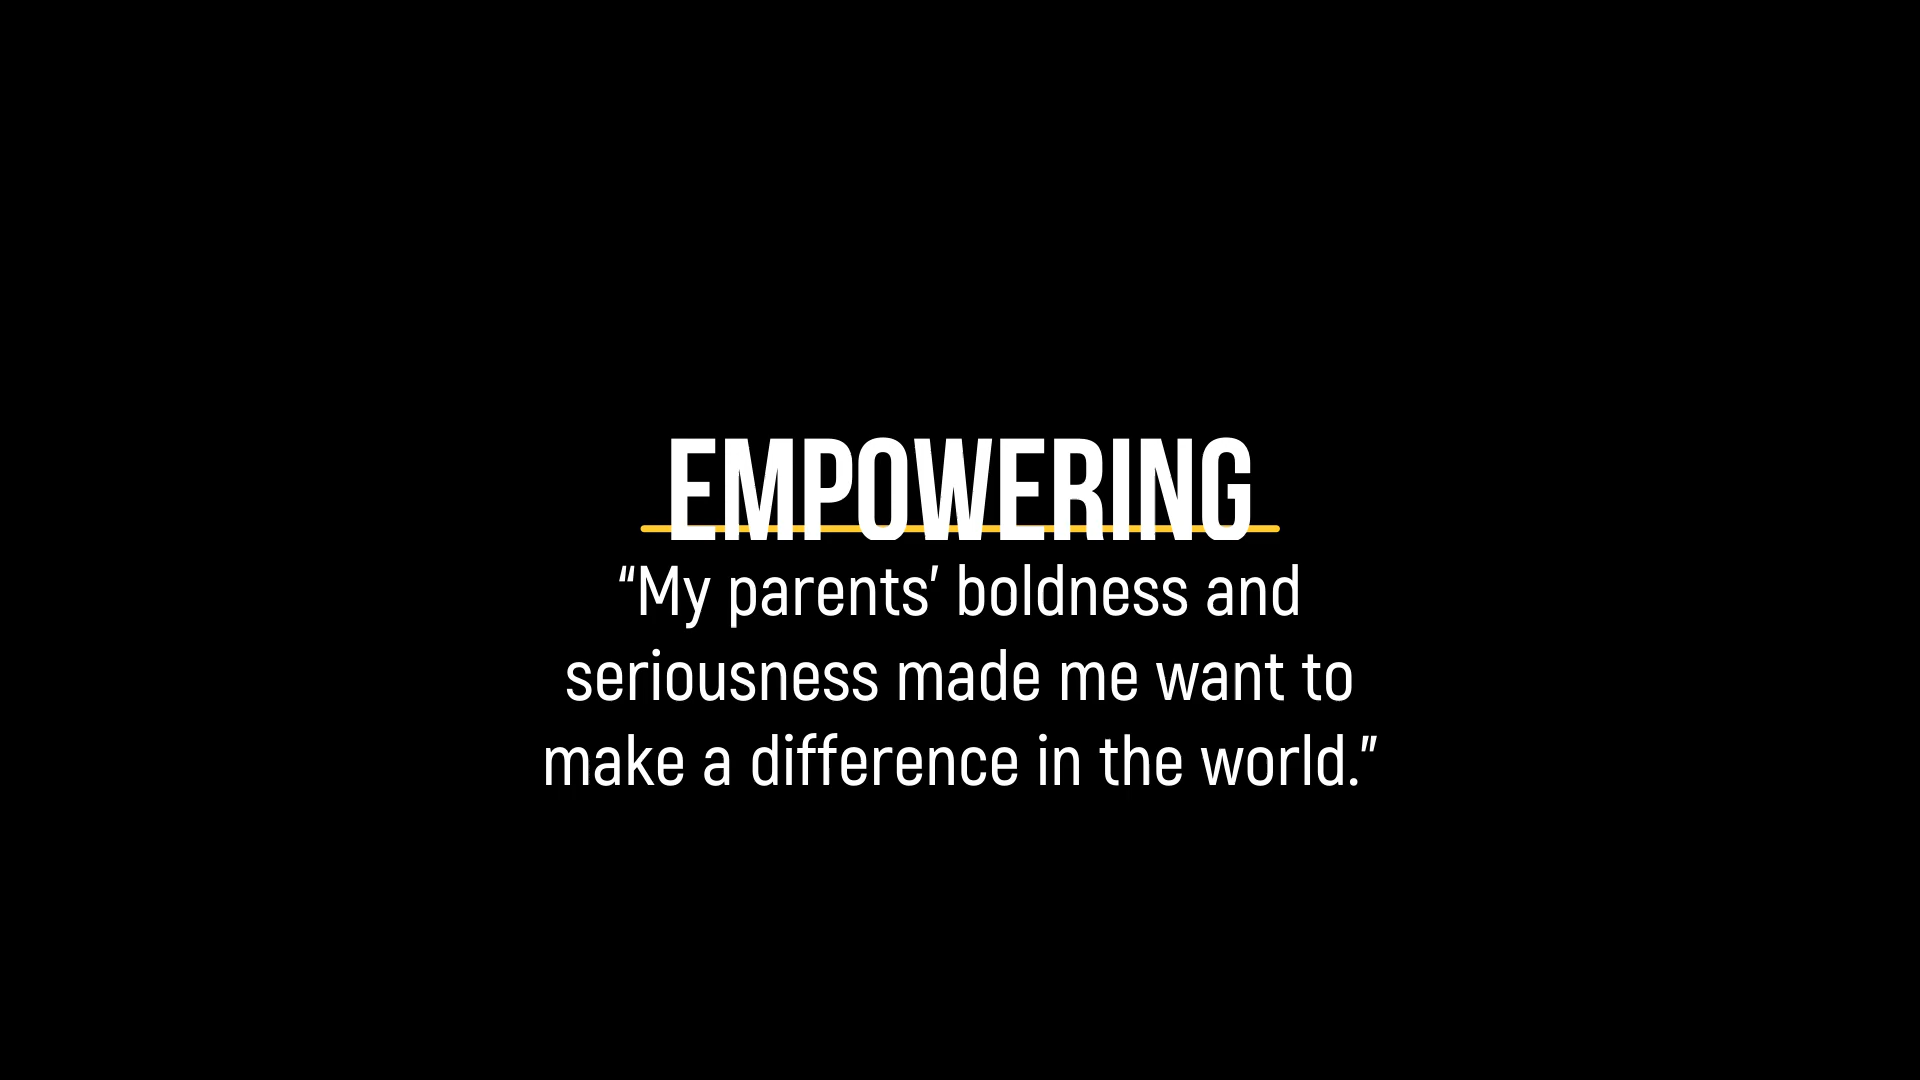 EMPOWERING
“My parents’ boldness and
seriousness made me want to
make a difference in the world.”